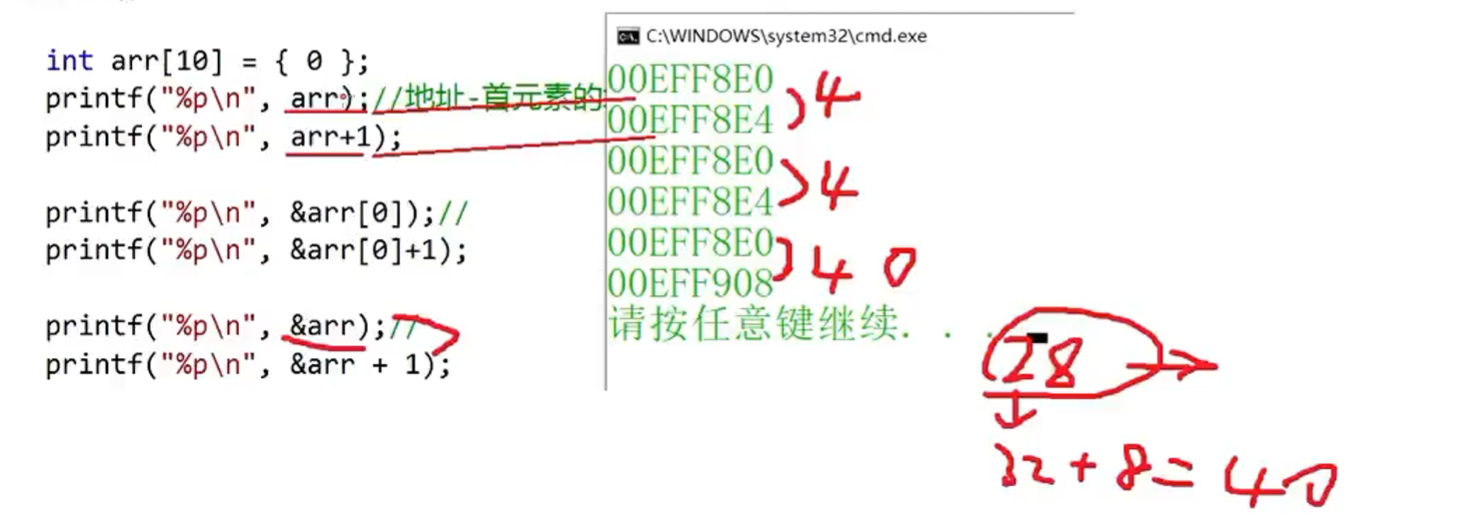 int arr[10] = { 0 };
printf("%p\n", arr);//地址-首元素的
printf("%p\n", arr+1);
printf("%p\n", &arr[0]);//
printf("%p\n", &arr[0]+1);
printf("%p\n", &arr);//
printf("%p\n", &arr + 1);
C:\WINDOWS\system32\cmd.exe
00EFF8E0
00EFF8E4
4
00EFF8E0
00EFF8E4
4
00EFF8E0
00EFF908
40
请按任意键继续. . .
28
32+8=40